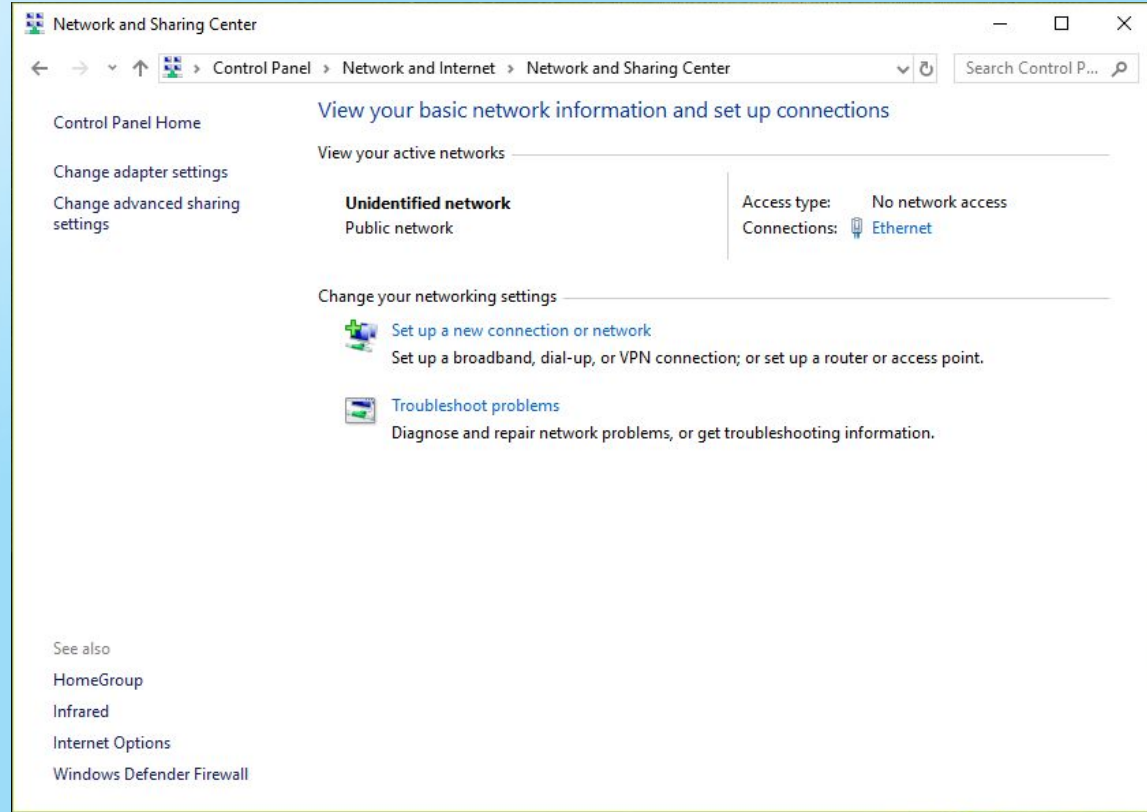 Network and Sharing Center
Control Panel > Network and Internet > Network and Sharing Center
Search Control P...
Control Panel Home
Change adapter settings
Change advanced sharing
settings
View your basic network information and set up connections
View your active networks
Unidentified network
Public network
Access type: No network access
Connections: Ethernet
Change your networking settings
Set up a new connection or network
Set up a broadband, dial-up, or VPN connection; or set up a router or access point.
Troubleshoot problems
Diagnose and repair network problems, or get troubleshooting information.
See also
HomeGroup
Infrared
Internet Options
Windows Defender Firewall